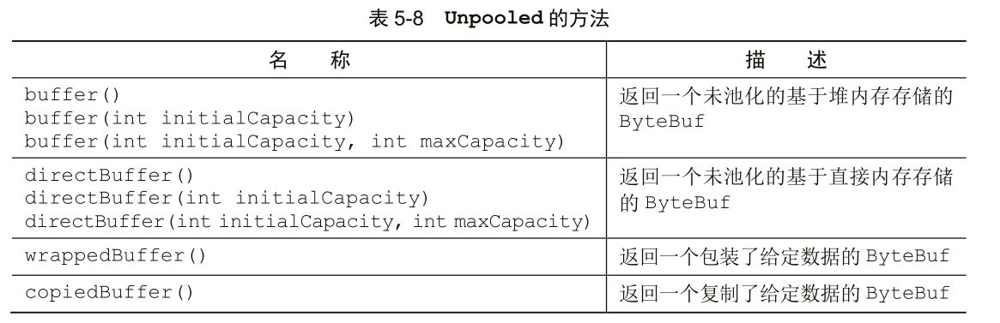 表 5-8 Unpooled 的方法
名 称
描 述
buffer()
buffer(int initialCapacity)
buffer(int initialCapacity, int maxCapacity)
返回一个未池化的基于堆内存存储的
ByteBuf
directBuffer()
directBuffer(int initialCapacity)
directBuffer(int initialCapacity, int maxCapacity)
返回一个未池化的基于直接内存存储
的 ByteBuf
wrappedBuffer()
返回一个包装了给定数据的 ByteBuf
copiedBuffer()
返回一个复制了给定数据的 ByteBuf